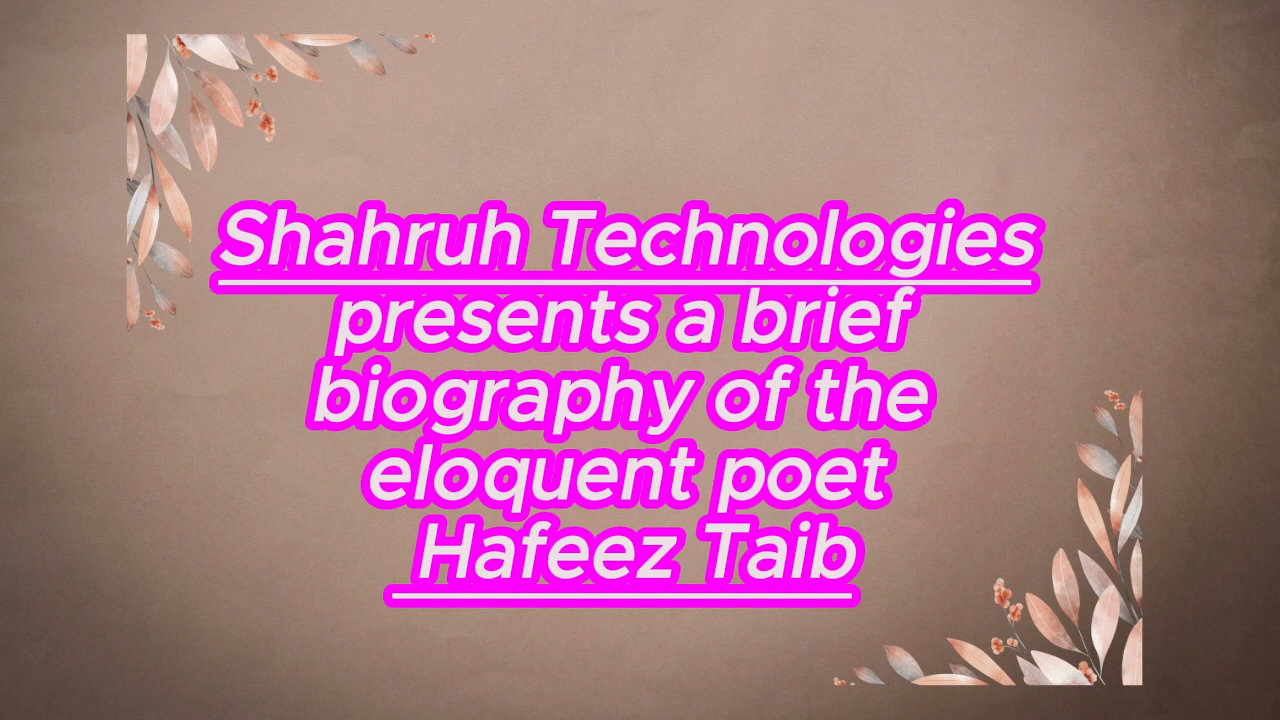 Shahruh Technologies
presents a brief
biography of the
eloquent poet
Hafeez Taib